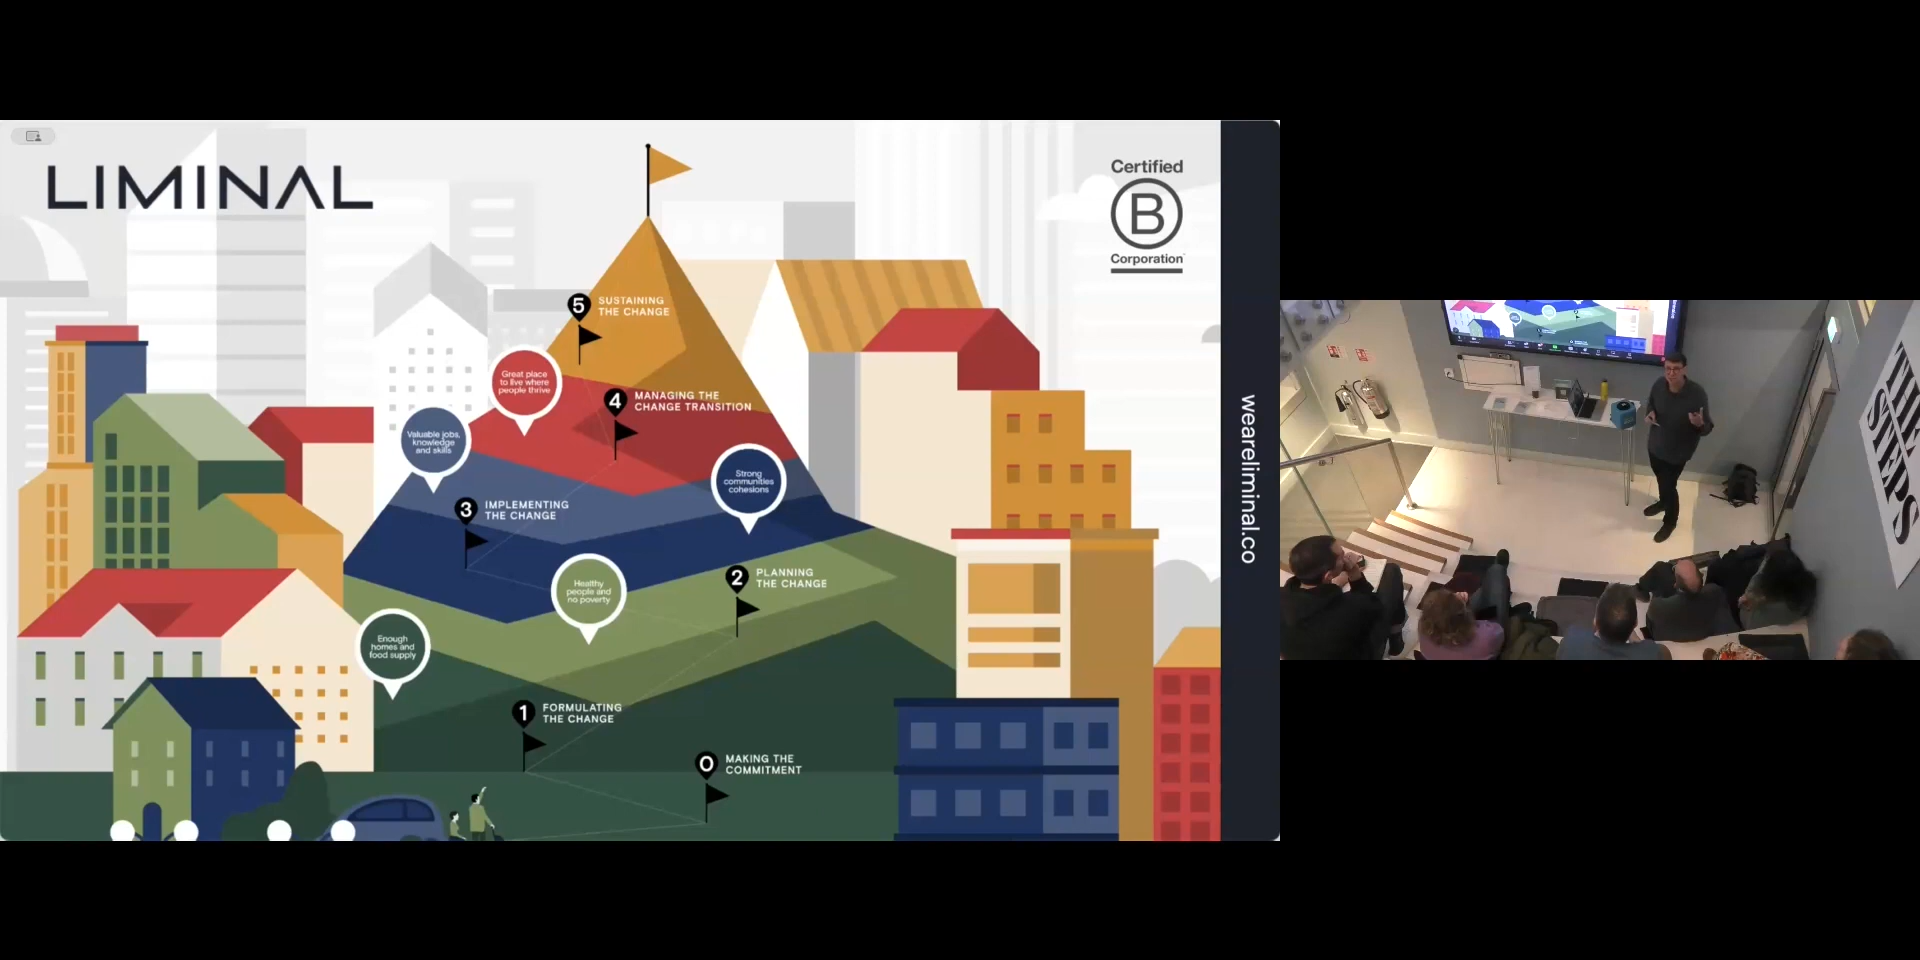 LIMINAL
Certified
B
Corporation
weareliminal.co
5
SUSTAINING
THE CHANGE
Great place
to live where
people thrive
4
MANAGING THE
CHANGE TRANSITION
Valuable jobs,
knowledge
and skills
Strong
communities
cohesions
3
IMPLEMENTING
THE CHANGE
2
PLANNING
THE CHANGE
Healthy
people and
no poverty
Enough
homes and
food supply
1
FORMULATING
THE CHANGE
0
MAKING THE
COMMITMENT
THE
STEPS